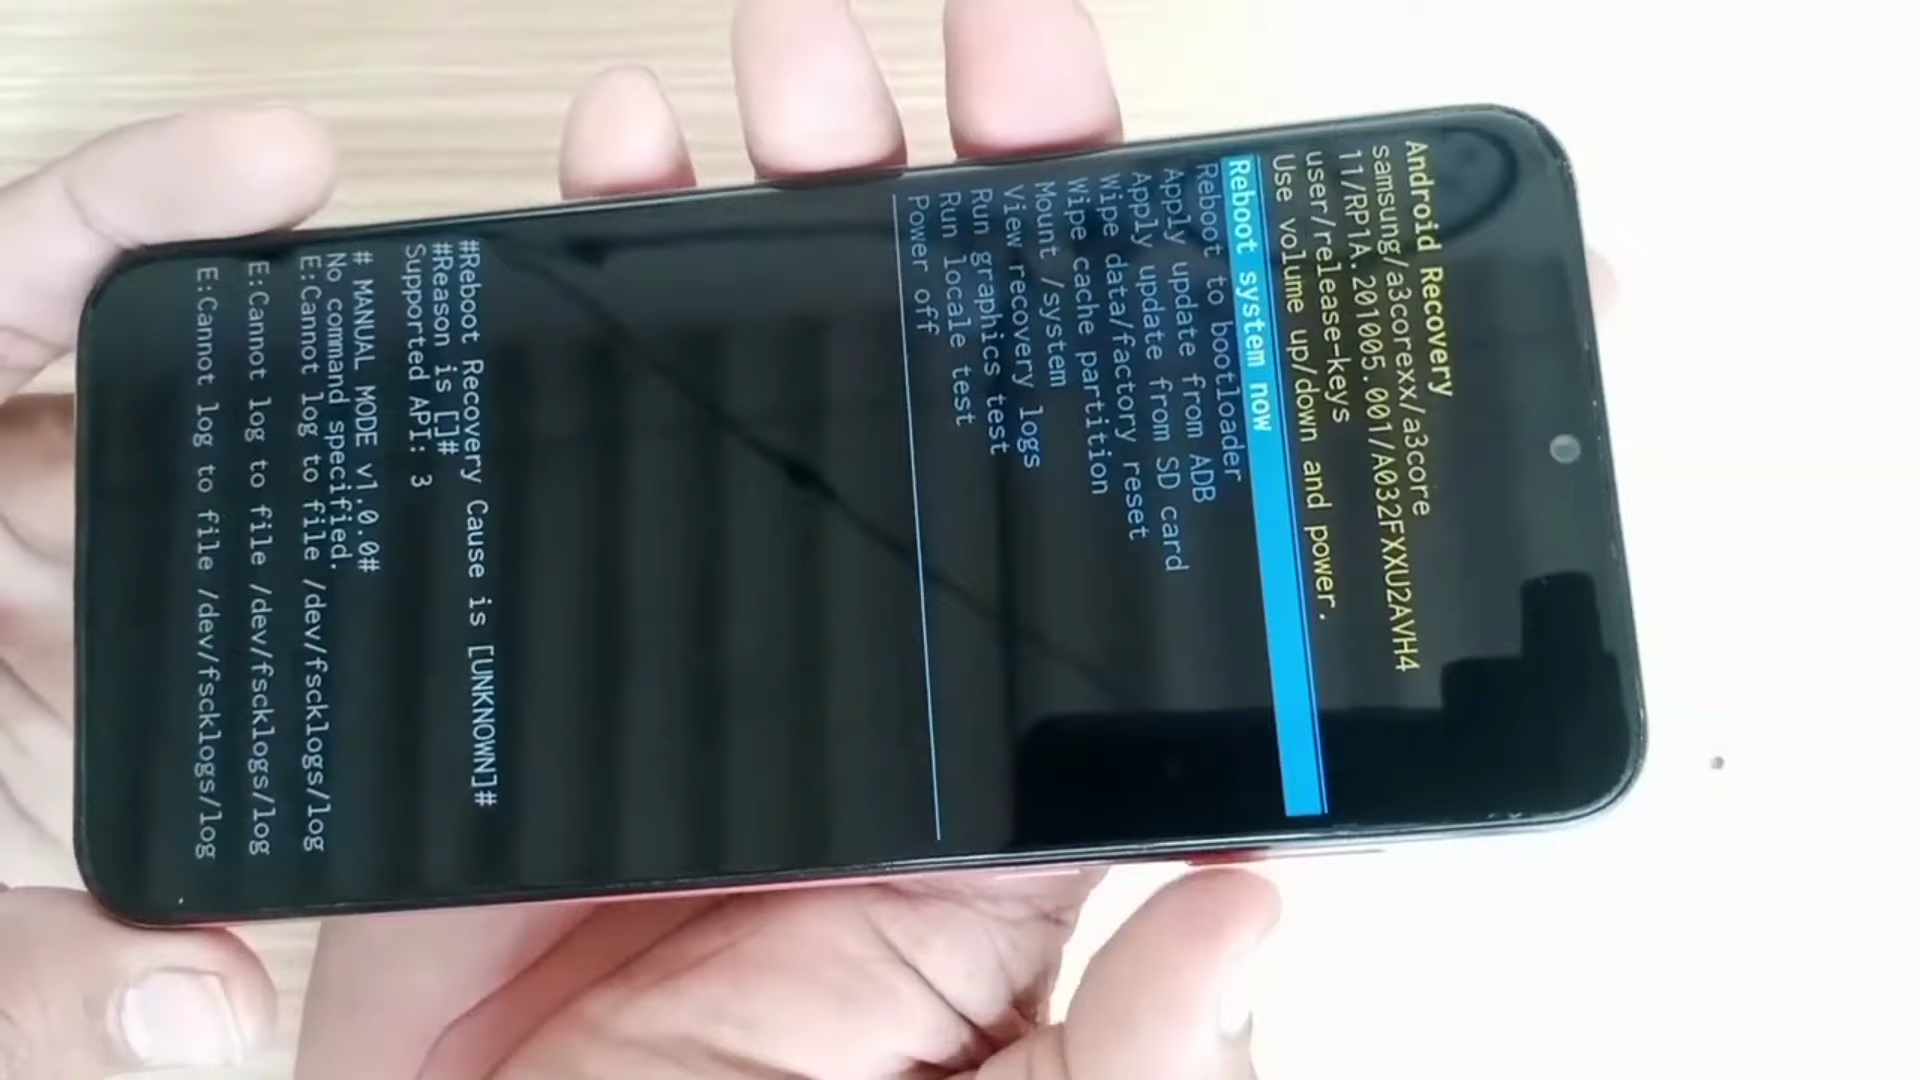 Android Recovery
samsung/a3corexx/a3core
11/RP1A.201005.001/A032FXXU2AVH4
user/release-keys
Use volume up/down and power.
Reboot system now
Reboot to bootloader
Apply update from ADB
Apply update from SD card
Wipe data/factory reset
Wipe cache partition
Mount /system
View recovery logs
Run graphics test
Run locale test
Power off
#Reboot Recovery Cause is [UNKNOWN]#
#Reason is []#
Supported API: 3
# MANUAL MODE v1.0.0#
No command specified.
E:Cannot log to file /dev/fscklogs/log
E:Cannot log to file /dev/fscklogs/log
E:Cannot log to file /dev/fscklogs/log